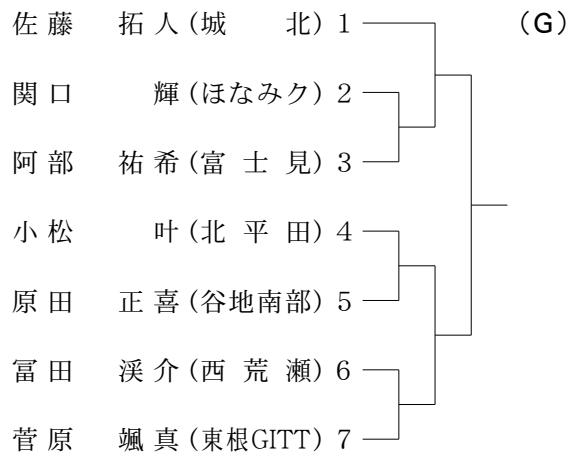 佐藤 拓人(城 北) 1 (G)
関口 輝(ほなみク) 2
阿部 祐希(富士見) 3
小松 叶(北平田) 4
原田 正喜(谷地南部) 5
冨田 渓介(西荒瀬) 6
菅原 颯真(東根GITT) 7